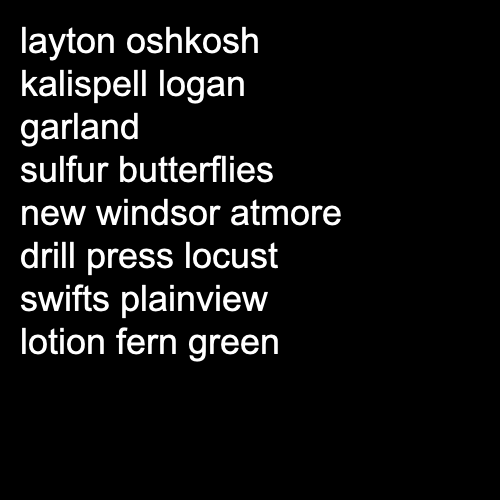 layton oshkosh
kalispell logan
garland
sulfur butterflies
new windsor atmore
drill press locust
swifts plainview
lotion fern green